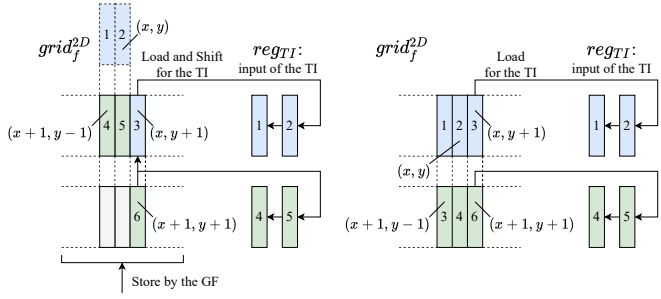 1 2 (x, y)
grid_f^{2D}
Load and Shift
for the TI
reg_{TI}:
input of the TI
4 5 3
1 2
(x + 1, y − 1)
(x, y + 1)
6
4 5
(x + 1, y + 1)
Store by the GF
grid_f^{2D}
Load
for the TI
reg_{TI}:
input of the TI
1 2 3
1 2
(x, y + 1)
(x, y)
3 4 6
4 5
(x + 1, y − 1)
(x + 1, y + 1)